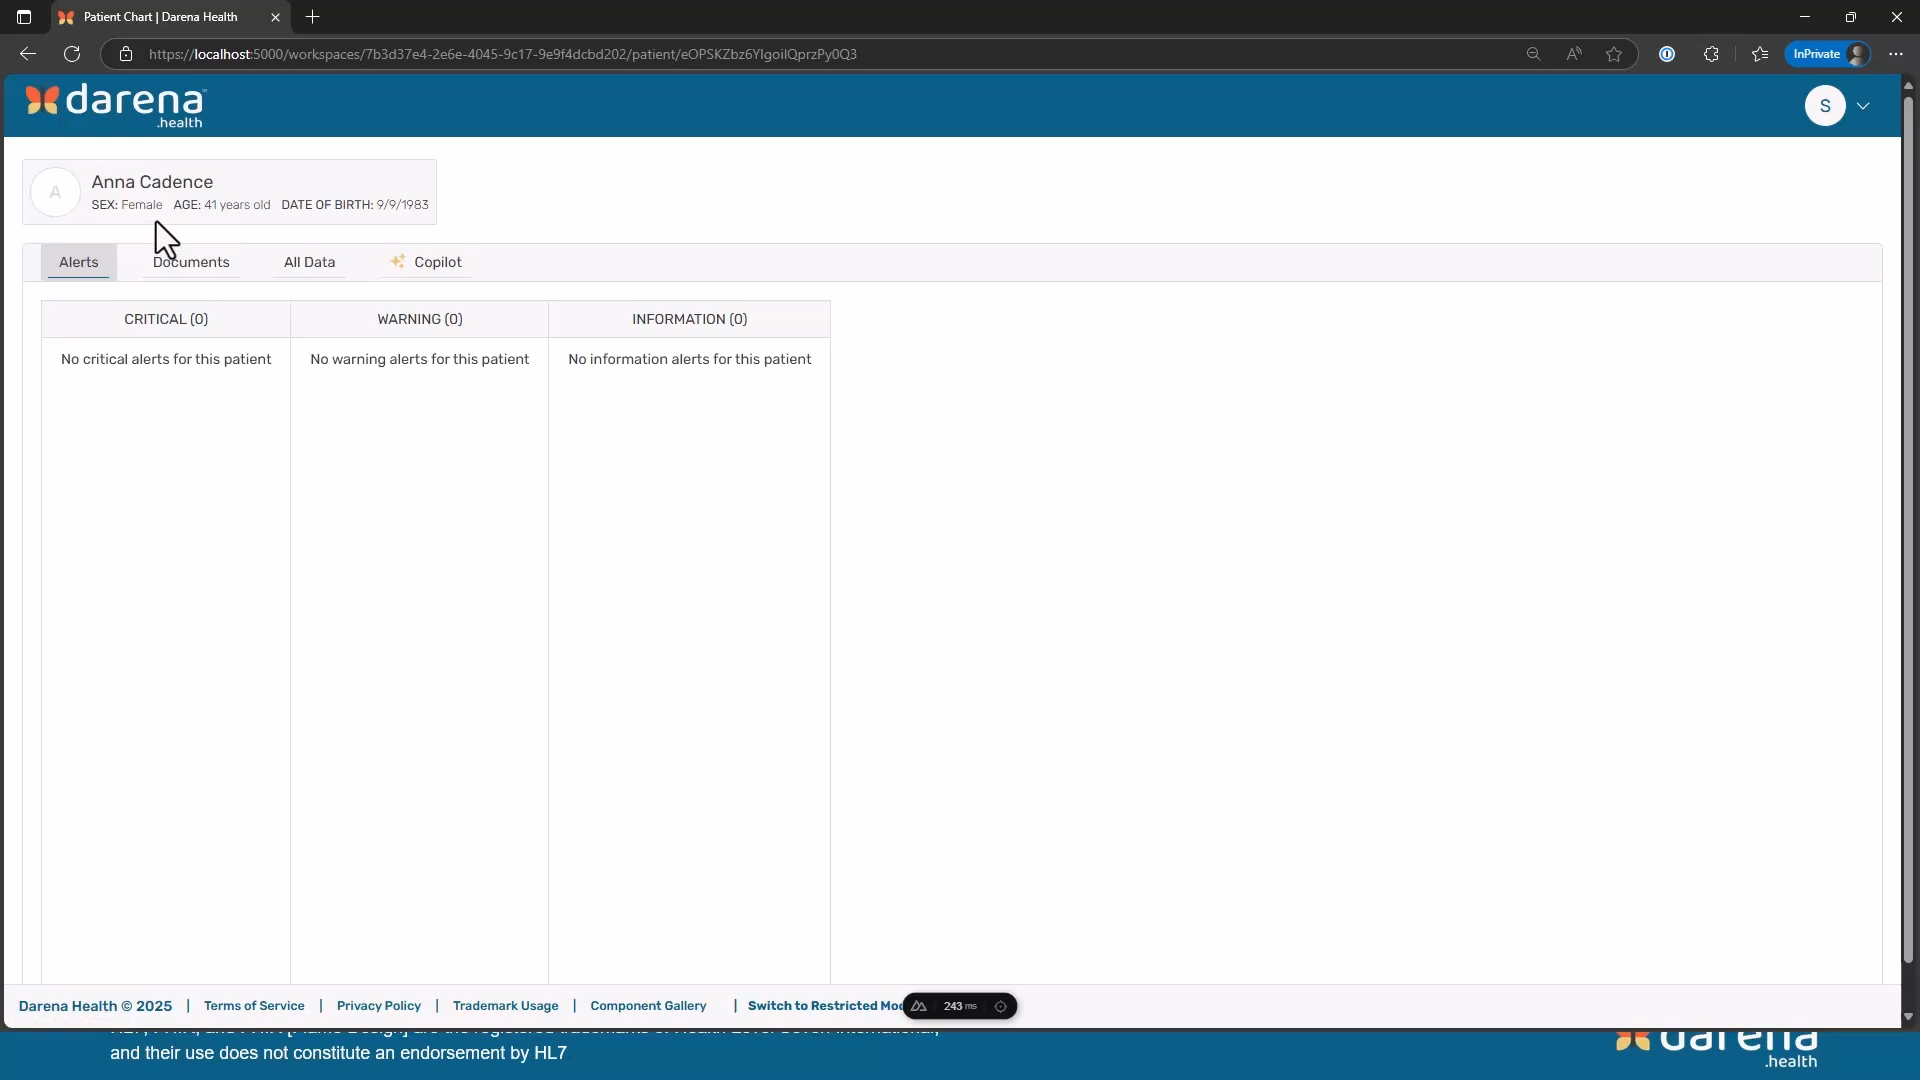 Patient Chart | Darena Health
https://localhost:5000/workspaces/7b3d37e4-2e6e-4045-9c17-9e9f4dcbd202/patient/eOPSKZbz6YIgoilQprzPy0Q3
InPrivate
darena
.health
S
A
Anna Cadence
SEX: Female AGE: 41 years old DATE OF BIRTH: 9/9/1983
Alerts Documents All Data Copilot
CRITICAL (0) WARNING (0) INFORMATION (0)
No critical alerts for this patient No warning alerts for this patient No information alerts for this patient
Darena Health © 2025 | Terms of Service | Privacy Policy | Trademark Usage | Component Gallery | Switch to Restricted Mo
243 ms
and their use does not constitute an endorsement by HL7
darena
.health